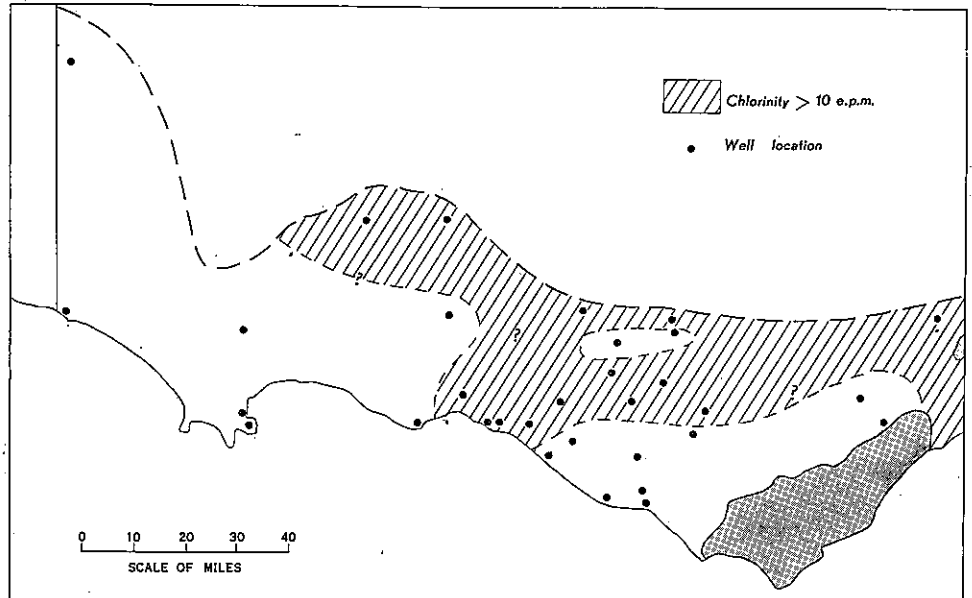 Chlorinity > 10 e.p.m.
Well location
?
?
?
0 10 20 30 40
SCALE OF MILES